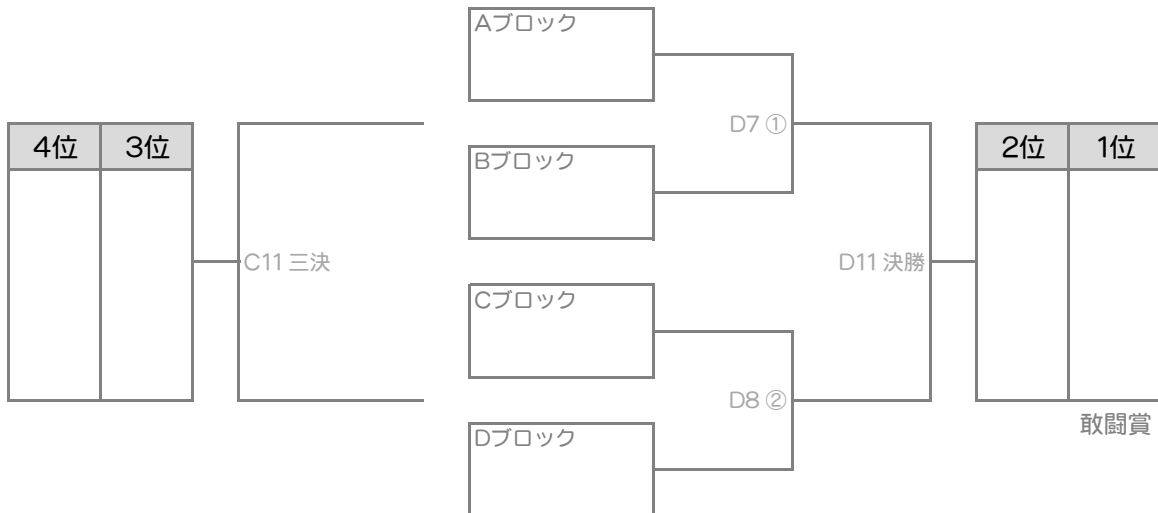 Aブロック
D7 ①
4位 3位
2位 1位
Bブロック
C11 三決
D11 決勝
Cブロック
D8 ②
敢闘賞
Dブロック